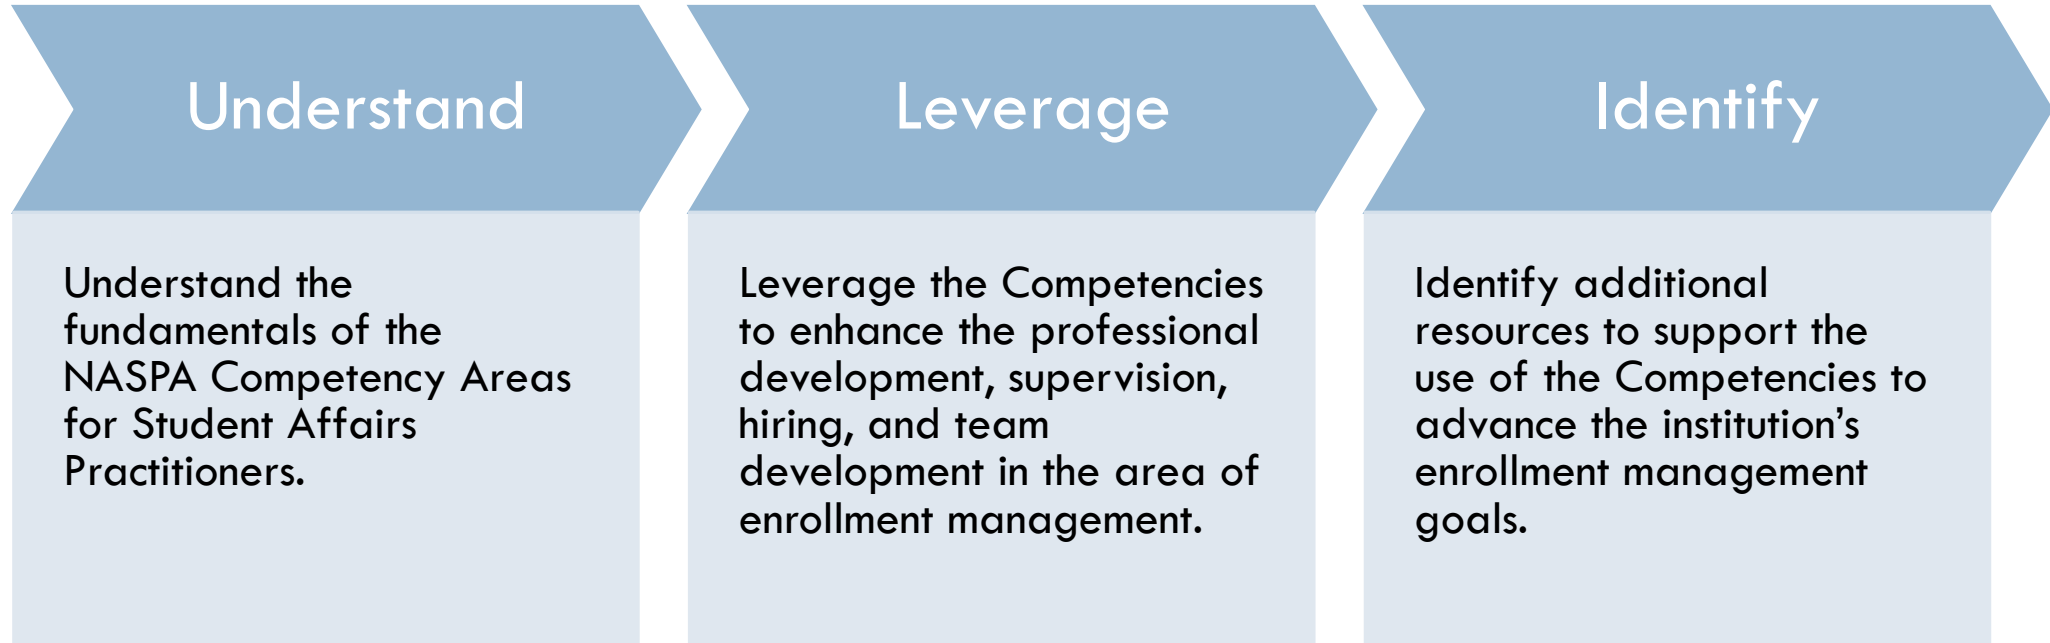 Understand
Understand the
fundamentals of the
NASPA Competency Areas
for Student Affairs
Practitioners.
Leverage
Leverage the Competencies
to enhance the professional
development, supervision,
hiring, and team
development in the area of
enrollment management.
Identify
Identify additional
resources to support the
use of the Competencies to
advance the institution’s
enrollment management
goals.